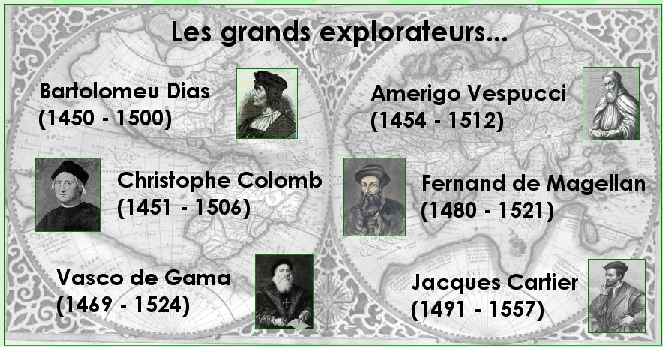 Les grands explorateurs...
Bartolomeu Dias
(1450 - 1500)
Christophe Colomb
(1451 - 1506)
Vasco de Gama
(1469 - 1524)
Amerigo Vespucci
(1454 - 1512)
Fernand de Magellan
(1480 - 1521)
Jacques Cartier
(1491 - 1557)